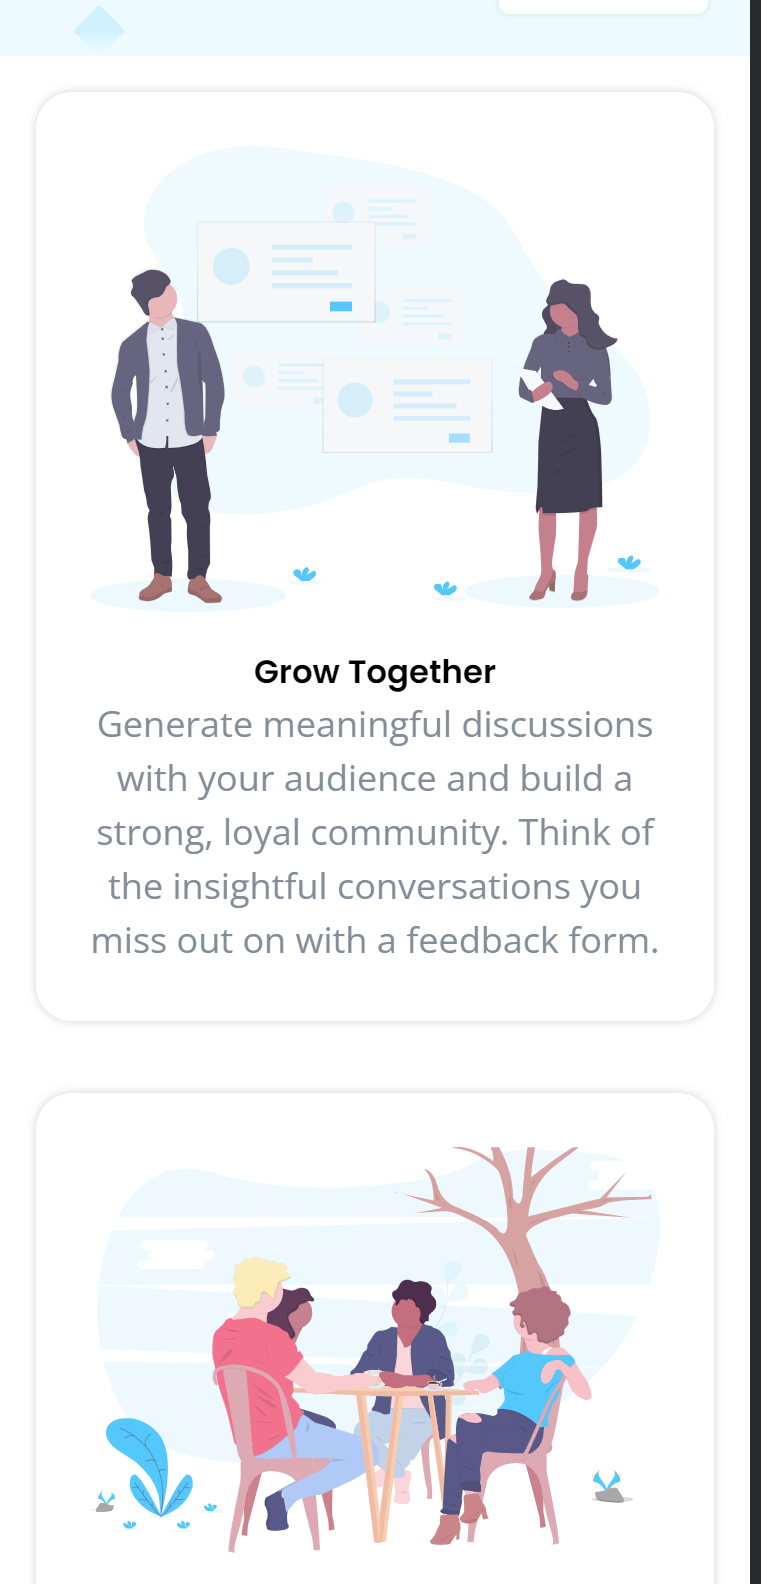 Grow Together
Generate meaningful discussions
with your audience and build a
strong, loyal community. Think of
the insightful conversations you
miss out on with a feedback form.